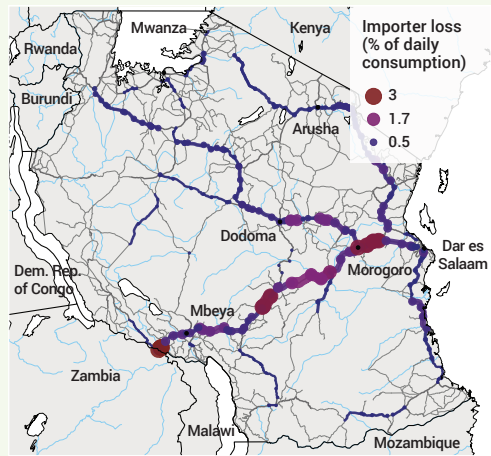 Mwanza
Kenya
Importer loss
(% of daily
consumption)
3
1.7
0.5
Rwanda
Burundi
Arusha
Dodoma
Dar es
Salaam
Morogoro
Dem. Rep.
of Congo
Mbeya
Zambia
Malawi
Mozambique